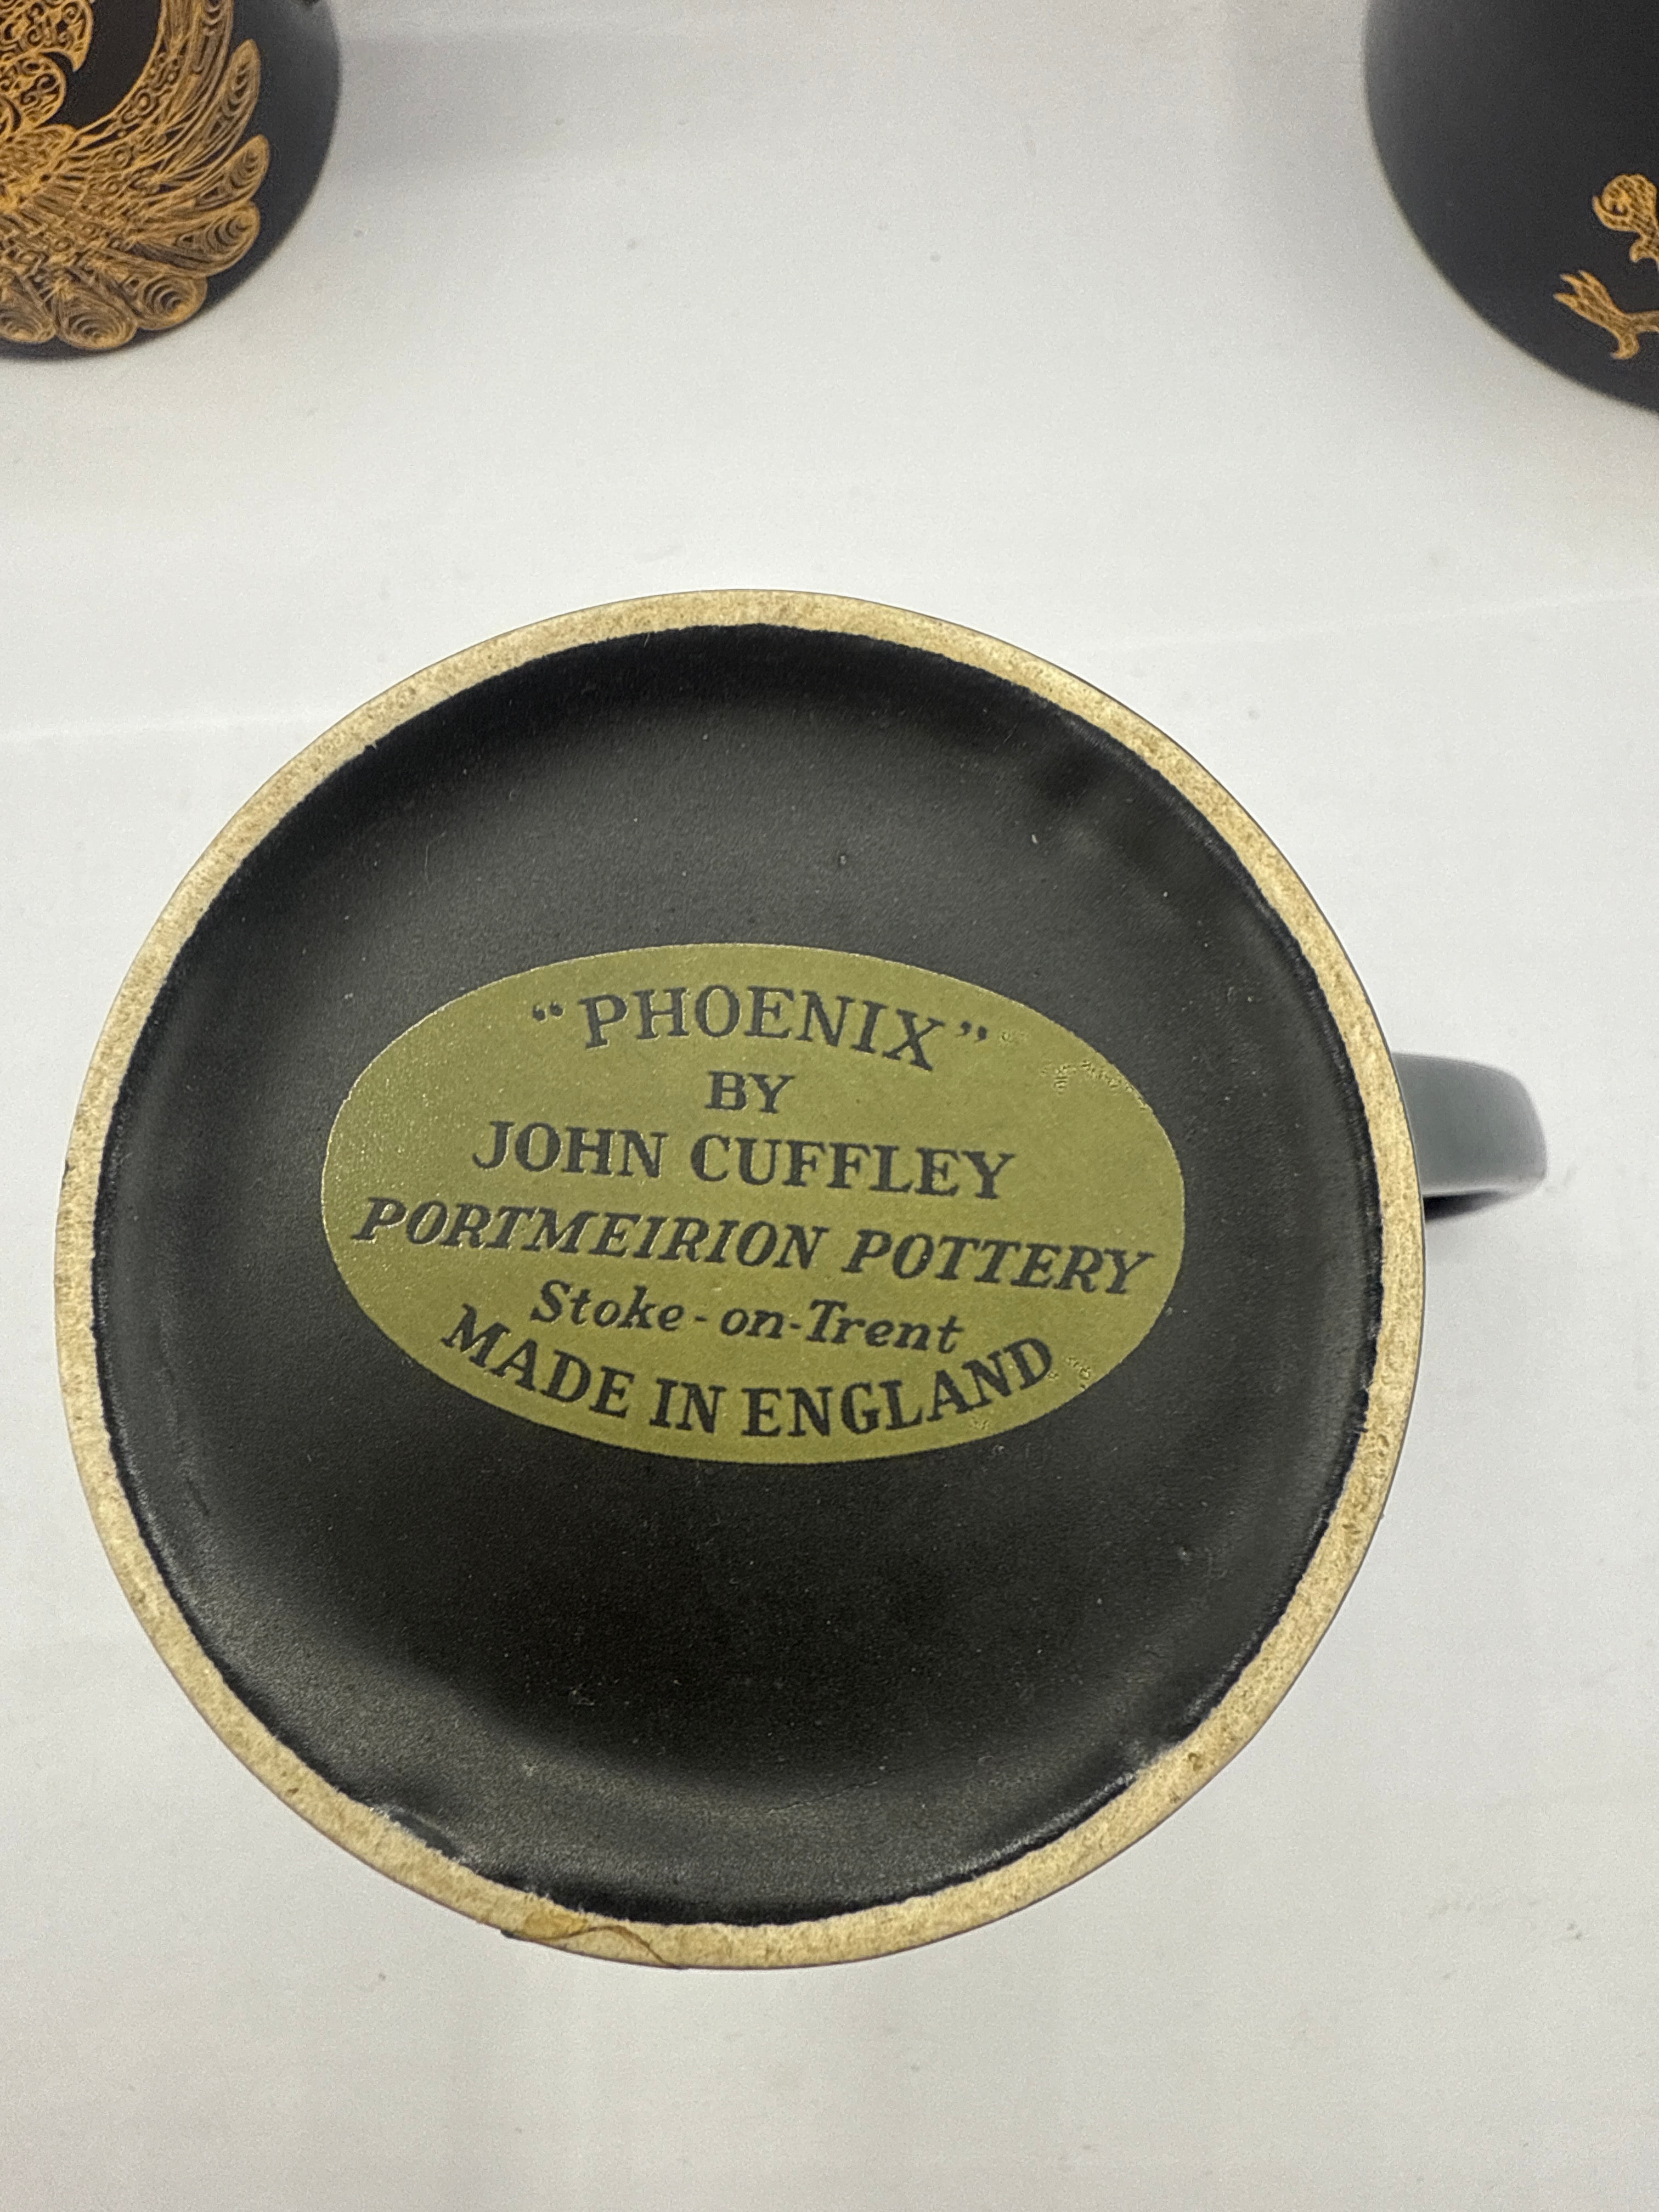 “PHOENIX”
BY
JOHN CUFFLEY
PORTMEIRION POTTERY
Stoke-on-Trent
MADE IN ENGLAND